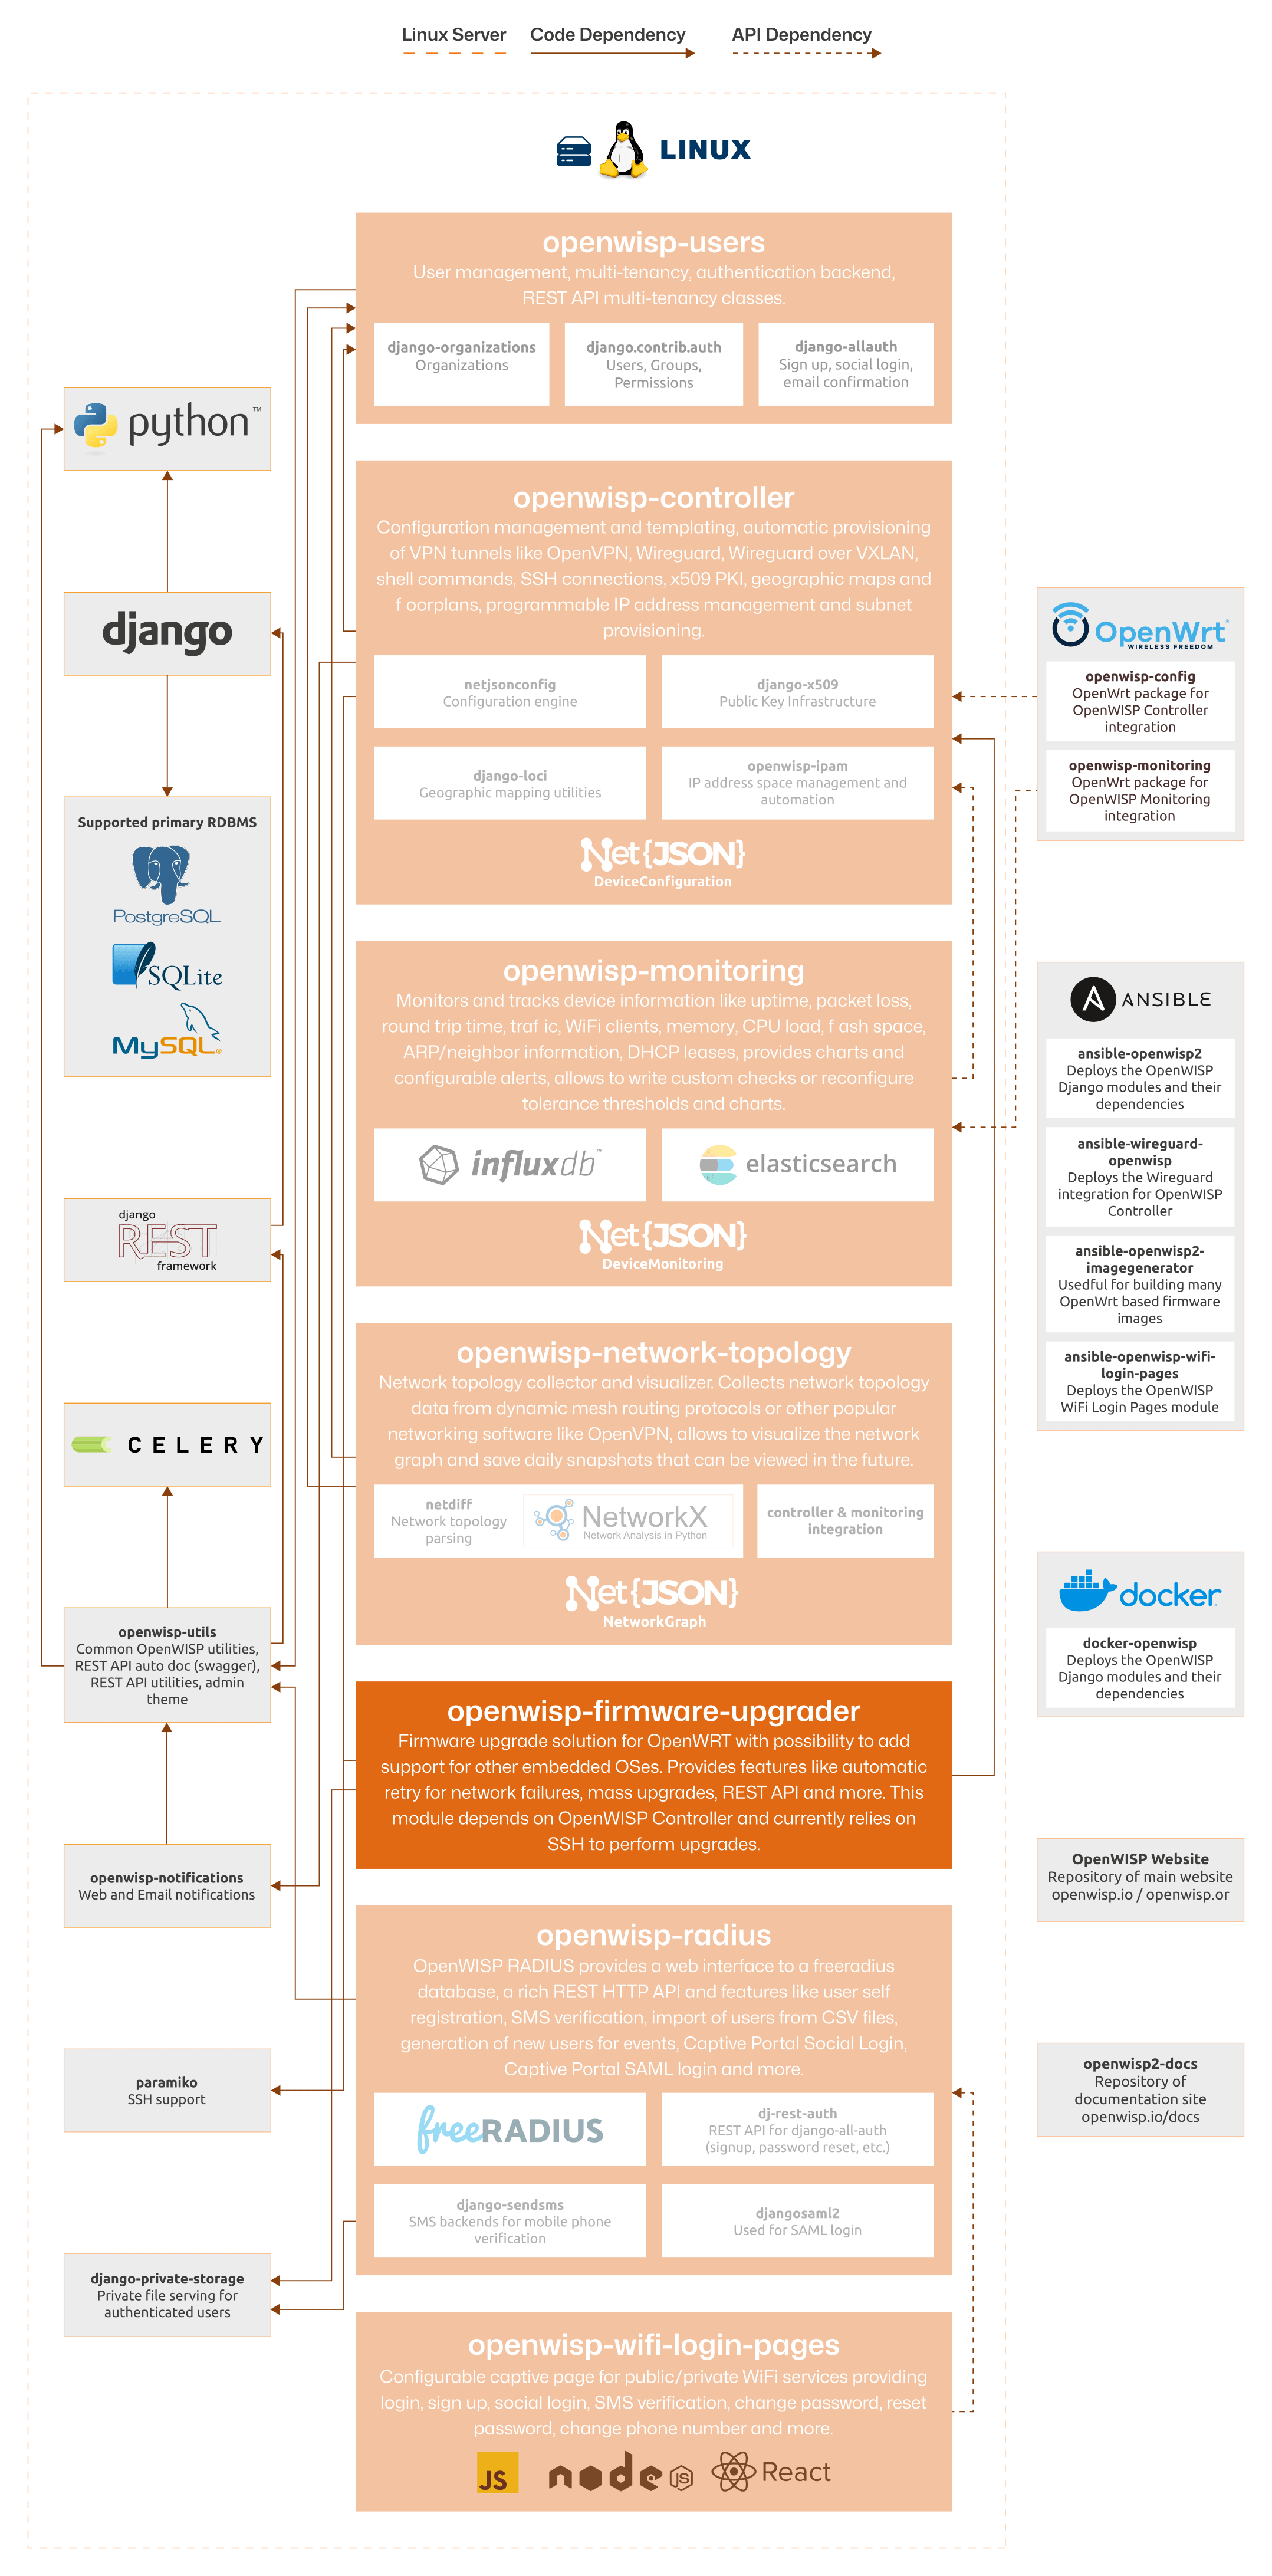 Linux Server
Code Dependency
API Dependency
LINUX
openwisp-users
User management, multi-tenancy, authentication backend,
REST API multi-tenancy classes.
django-organizations
Organizations
django.contrib.auth
Users, Groups,
Permissions
django-allauth
Sign up, social login,
email confirmation
python™
django
Supported primary RDBMS
PostgreSQL
SQLite
MySQL®
django
REST
framework
CELERY
openwisp-utils
Common OpenWISP utilities,
REST API auto doc (swagger),
REST API utilities, admin
theme
openwisp-notifications
Web and Email notifications
paramiko
SSH support
django-private-storage
Private file serving for
authenticated users
openwisp-controller
Configuration management and templating, automatic provisioning
of VPN tunnels like OpenVPN, Wireguard, Wireguard over VXLAN,
shell commands, SSH connections, x509 PKI, geographic maps and
f oorplans, programmable IP address management and subnet
provisioning.
netjsonconfig
Configuration engine
django-x509
Public Key Infrastructure
django-loci
Geographic mapping utilities
openwisp-ipam
IP address space management and
automation
Net{JSON}
DeviceConfiguration
openwisp-monitoring
Monitors and tracks device information like uptime, packet loss,
round trip time, traf ic, WiFi clients, memory, CPU load, f ash space,
ARP/neighbor information, DHCP leases, provides charts and
configurable alerts, allows to write custom checks or reconfigure
tolerance thresholds and charts.
influxdb™
elasticsearch
Net{JSON}
DeviceMonitoring
openwisp-network-topology
Network topology collector and visualizer. Collects network topology
data from dynamic mesh routing protocols or other popular
networking software like OpenVPN, allows to visualize the network
graph and save daily snapshots that can be viewed in the future.
netdiff
Network topology
parsing
NetworkX
Network Analysis in Python
controller & monitoring
integration
Net{JSON}
NetworkGraph
openwisp-firmware-upgrader
Firmware upgrade solution for OpenWRT with possibility to add
support for other embedded OSes. Provides features like automatic
retry for network failures, mass upgrades, REST API and more. This
module depends on OpenWISP Controller and currently relies on
SSH to perform upgrades.
openwisp-radius
OpenWISP RADIUS provides a web interface to a freeradius
database, a rich REST HTTP API and features like user self
registration, SMS verification, import of users from CSV files,
generation of new users for events, Captive Portal Social Login,
Captive Portal SAML login and more.
freeRADIUS
dj-rest-auth
REST API for django-all-auth
(signup, password reset, etc.)
django-sendsms
SMS backends for mobile phone
verification
djangosaml2
Used for SAML login
openwisp-wifi-login-pages
Configurable captive page for public/private WiFi services providing
login, sign up, social login, SMS verification, change password, reset
password, change phone number and more.
JS
node JS
React
OpenWrt®
WIRELESS FREEDOM
openwisp-config
OpenWrt package for
OpenWISP Controller
integration
openwisp-monitoring
OpenWrt package for
OpenWISP Monitoring
integration
ANSIBLE
ansible-openwisp2
Deploys the OpenWISP
Django modules and their
dependencies
ansible-wireguard-
openwisp
Deploys the Wireguard
integration for OpenWISP
Controller
ansible-openwisp2-
imagegenerator
Usedful for building many
OpenWrt based firmware
images
ansible-openwisp-wifi-
login-pages
Deploys the OpenWISP
WiFi Login Pages module
docker
docker-openwisp
Deploys the OpenWISP
Django modules and their
dependencies
OpenWISP Website
Repository of main website
openwisp.io / openwisp.or
openwisp2-docs
Repository of
documentation site
openwisp.io/docs